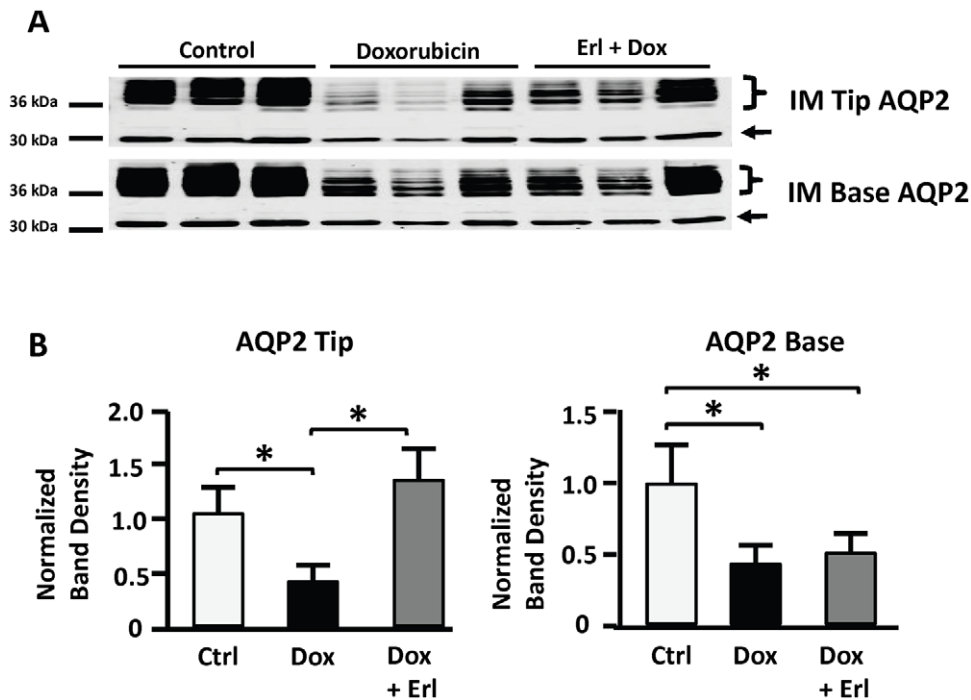 A
Control
Doxorubicin
Erl + Dox
36 kDa
30 kDa
IM Tip AQP2
36 kDa
30 kDa
IM Base AQP2
B
AQP2 Tip
Normalized
Band Density
2.0
1.5
1.0
0.5
0
*
*
Ctrl
Dox
Dox
+ Erl
AQP2 Base
Normalized
Band Density
1.5
1.0
0.5
0
*
*
Ctrl
Dox
Dox
+ Erl